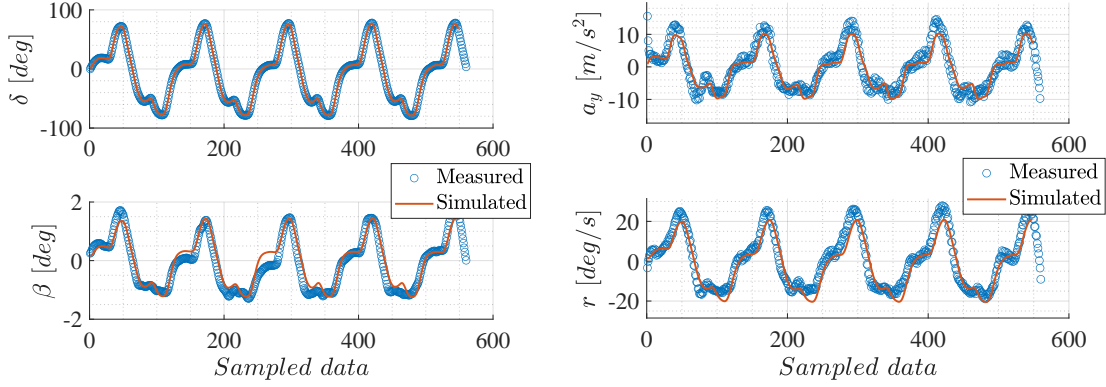 100
0
-100
δ [deg]
0
200
400
600
2
0
-2
β [deg]
0
200
400
600
Sampled data
Measured
Simulated
10
0
-10
a_y [m/s²]
0
200
400
600
20
0
-20
r [deg/s]
0
200
400
600
Sampled data
Measured
Simulated